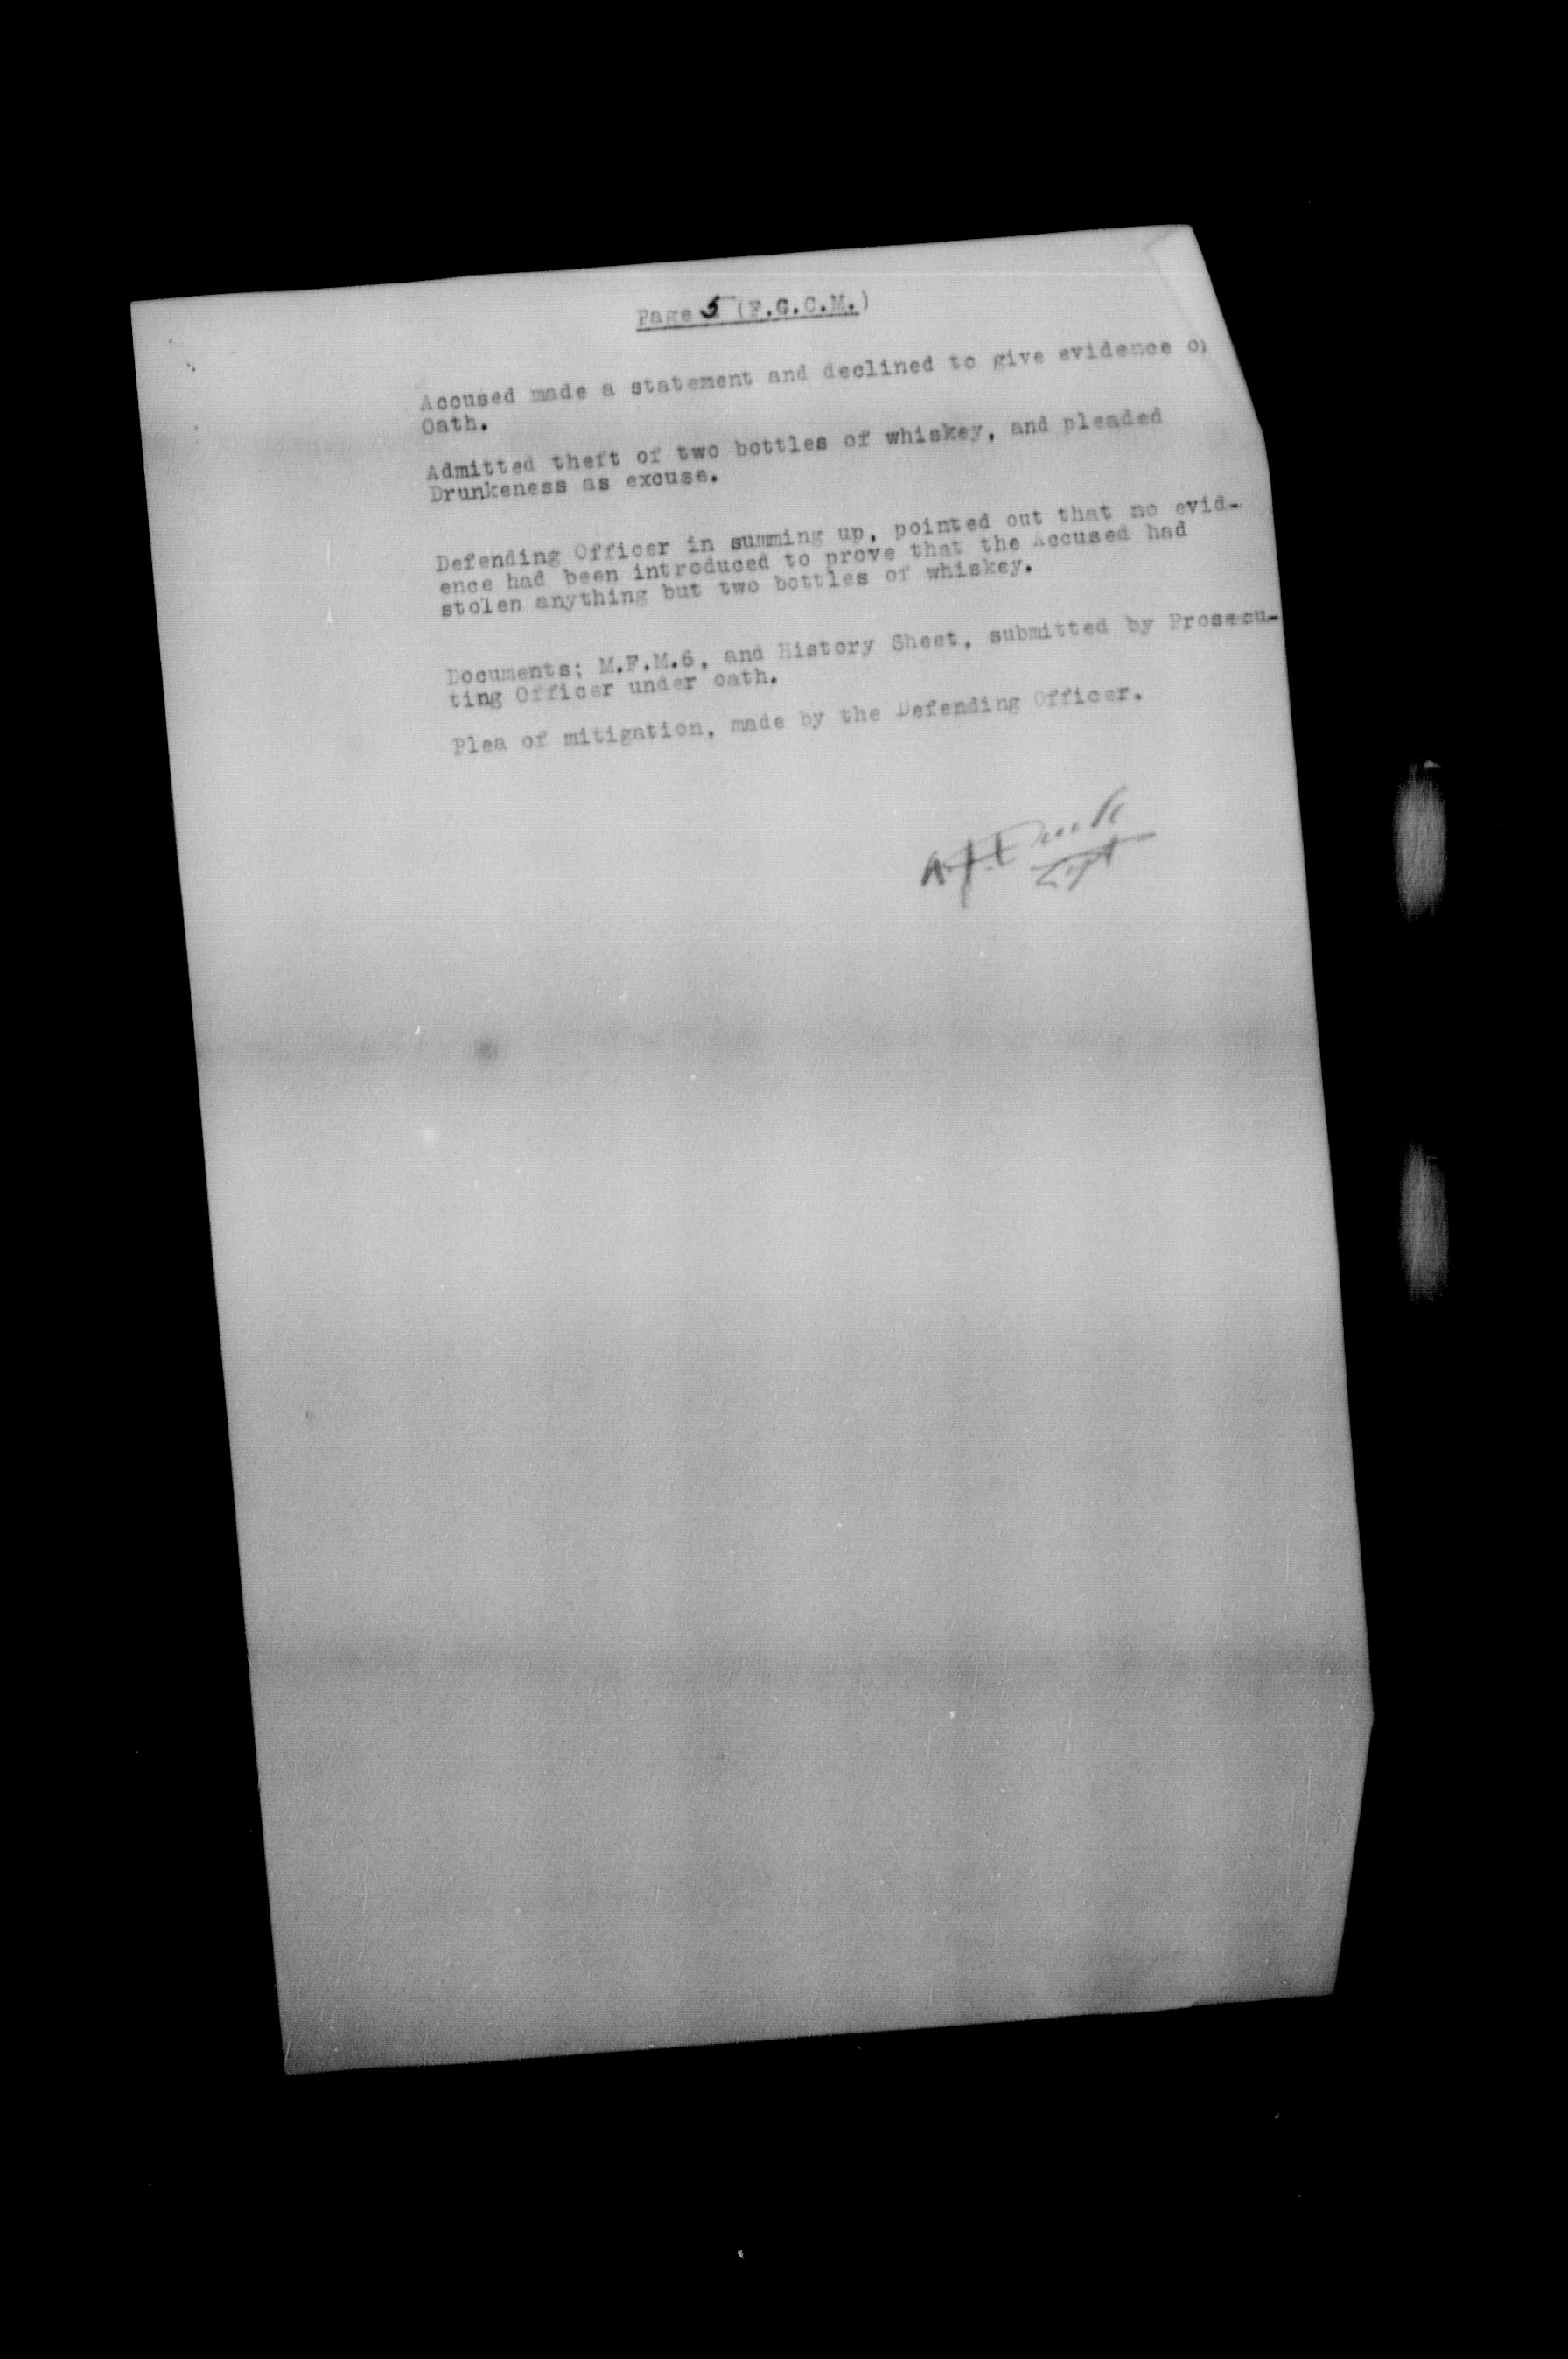 Page 5 (F.G.C.M.)
Accused made a statement and declined to give evidence
Oath.
Admitted theft of two bottles of whiskey, and pleaded
Drunkeness as excuse.
Defending Officer in summing up, pointed out that no evid-
ence had been introduced to prove that the Accused had
stolen anything but two bottles of whiskey.
Documents; M.F.M.6, and History Sheet, submitted by Prosecu-
ting Officer under oath.
Plea of mitigation, made by the Defending Officer.